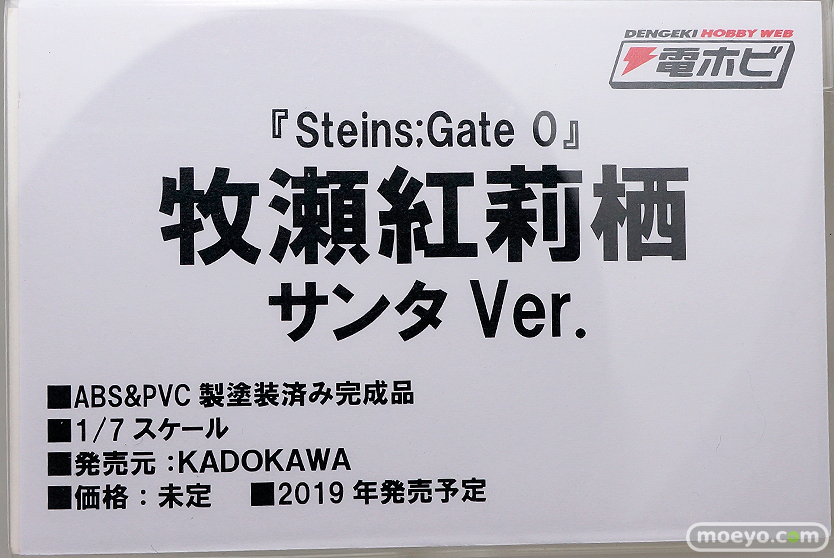 DENGEKI HOBBY WEB
電ホビ
『Steins;Gate 0』
牧瀬紅莉栖
サンタ Ver.
■ABS&PVC 製塗装済み完成品
■1/7 スケール
■発売元：KADOKAWA
■価格：未定 ■2019 年発売予定
moeyo.com